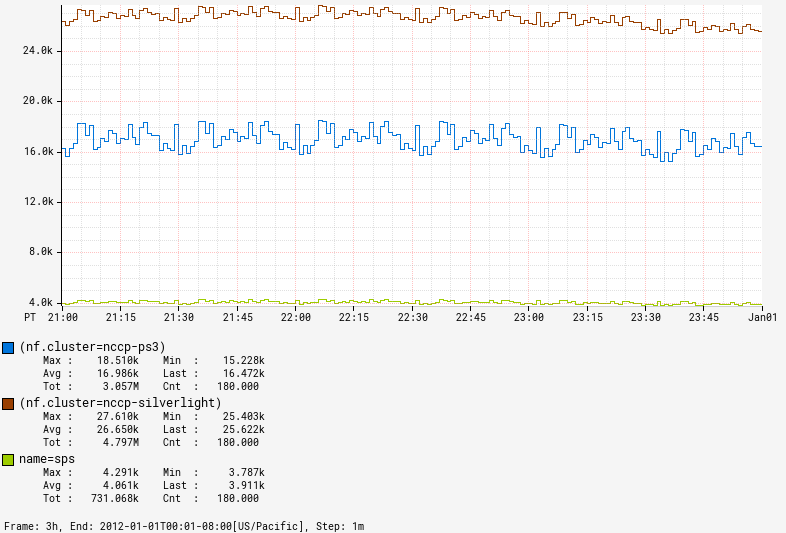 24.0k
20.0k
16.0k
12.0k
8.0k
4.0k
PT 21:00 21:15 21:30 21:45 22:00 22:15 22:30 22:45 23:00 23:15 23:30 23:45 Jan01
(nf.cluster=nccp-ps3)
Max : 18.510k Min : 15.228k
Avg : 16.986k Last : 16.472k
Tot : 3.057M Cnt : 180.000
(nf.cluster=nccp-silverlight)
Max : 27.610k Min : 25.403k
Avg : 26.650k Last : 25.622k
Tot : 4.797M Cnt : 180.000
name=sps
Max : 4.291k Min : 3.787k
Avg : 4.061k Last : 3.911k
Tot : 731.068k Cnt : 180.000
Frame: 3h, End: 2012-01-01T00:01-08:00[US/Pacific], Step: 1m